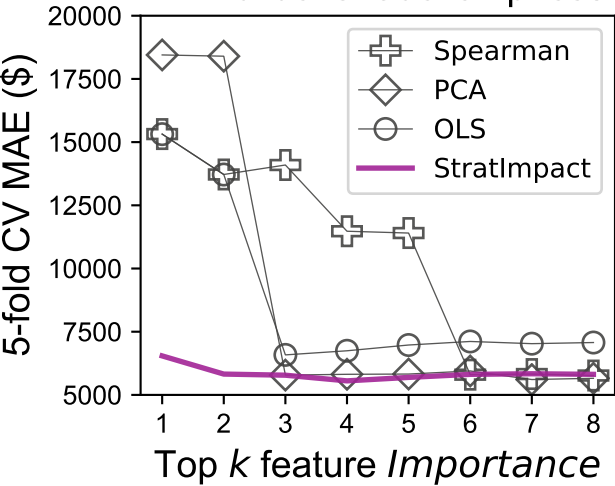 20000
17500
15000
12500
10000
7500
5000
5-fold CV MAE ($)
Spearman
PCA
OLS
StratImpact
1 2 3 4 5 6 7 8
Top k feature Importance